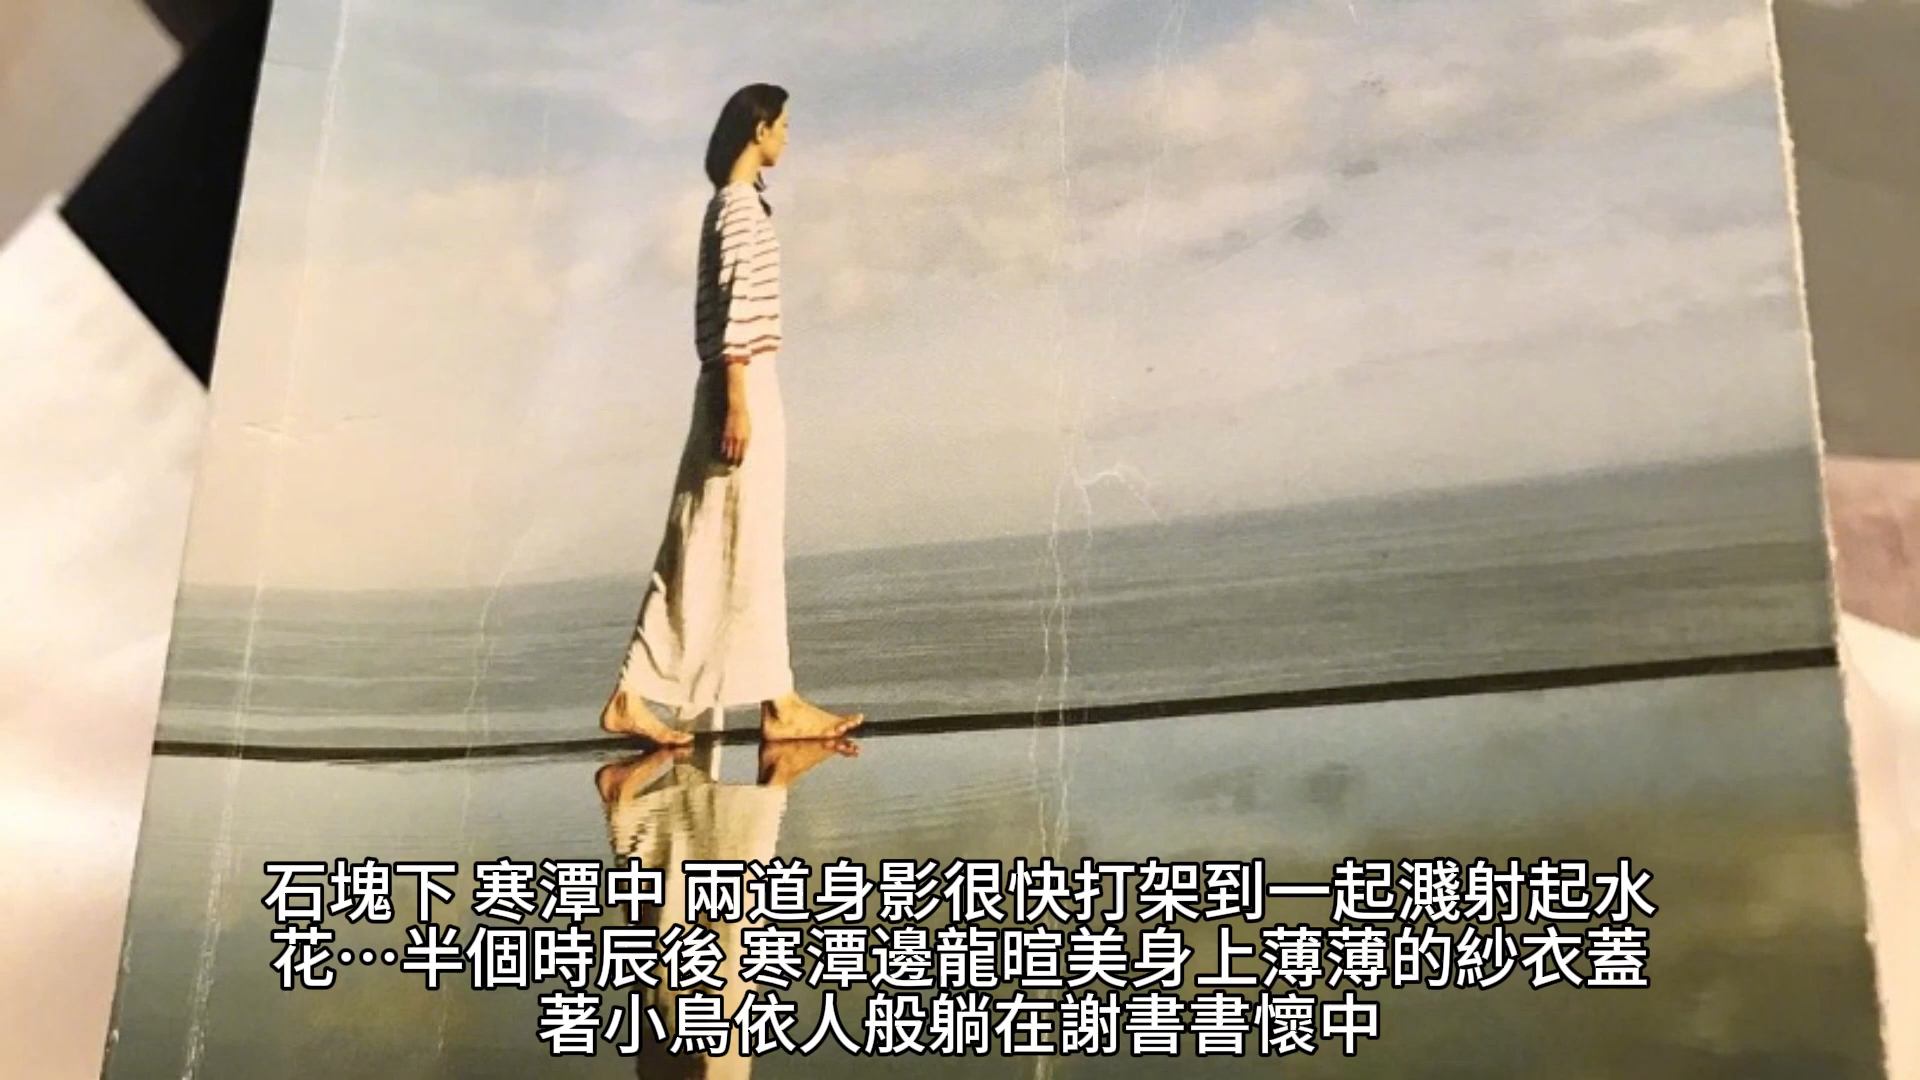 石塊下 寒潭中 兩道身影很快打架到一起濺射起水
花…半個時辰後 寒潭邊龍暄美身上薄薄的紗衣蓋
著小鳥依人般躺在謝書書懷中